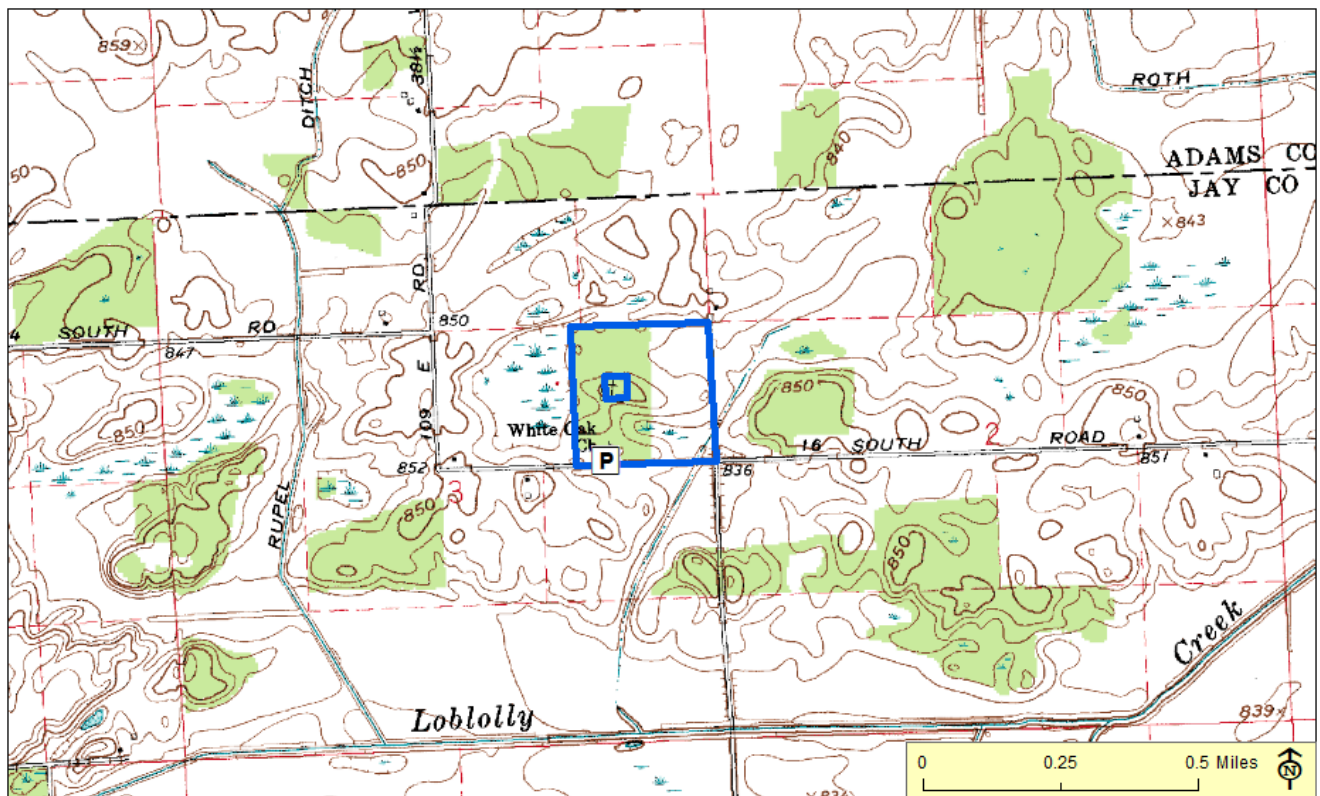 859
DITCH
38½
ROTH
50
850
840
ADAMS CO
JAY CO
843
RD
4 SOUTH RD
850
847
E
850
850
850
109
White Oak
Ch
16 SOUTH ROAD
2
P
852
836
851
3
850
850
RUPEL
Creek
Loblolly
839
0 0.25 0.5 Miles
N